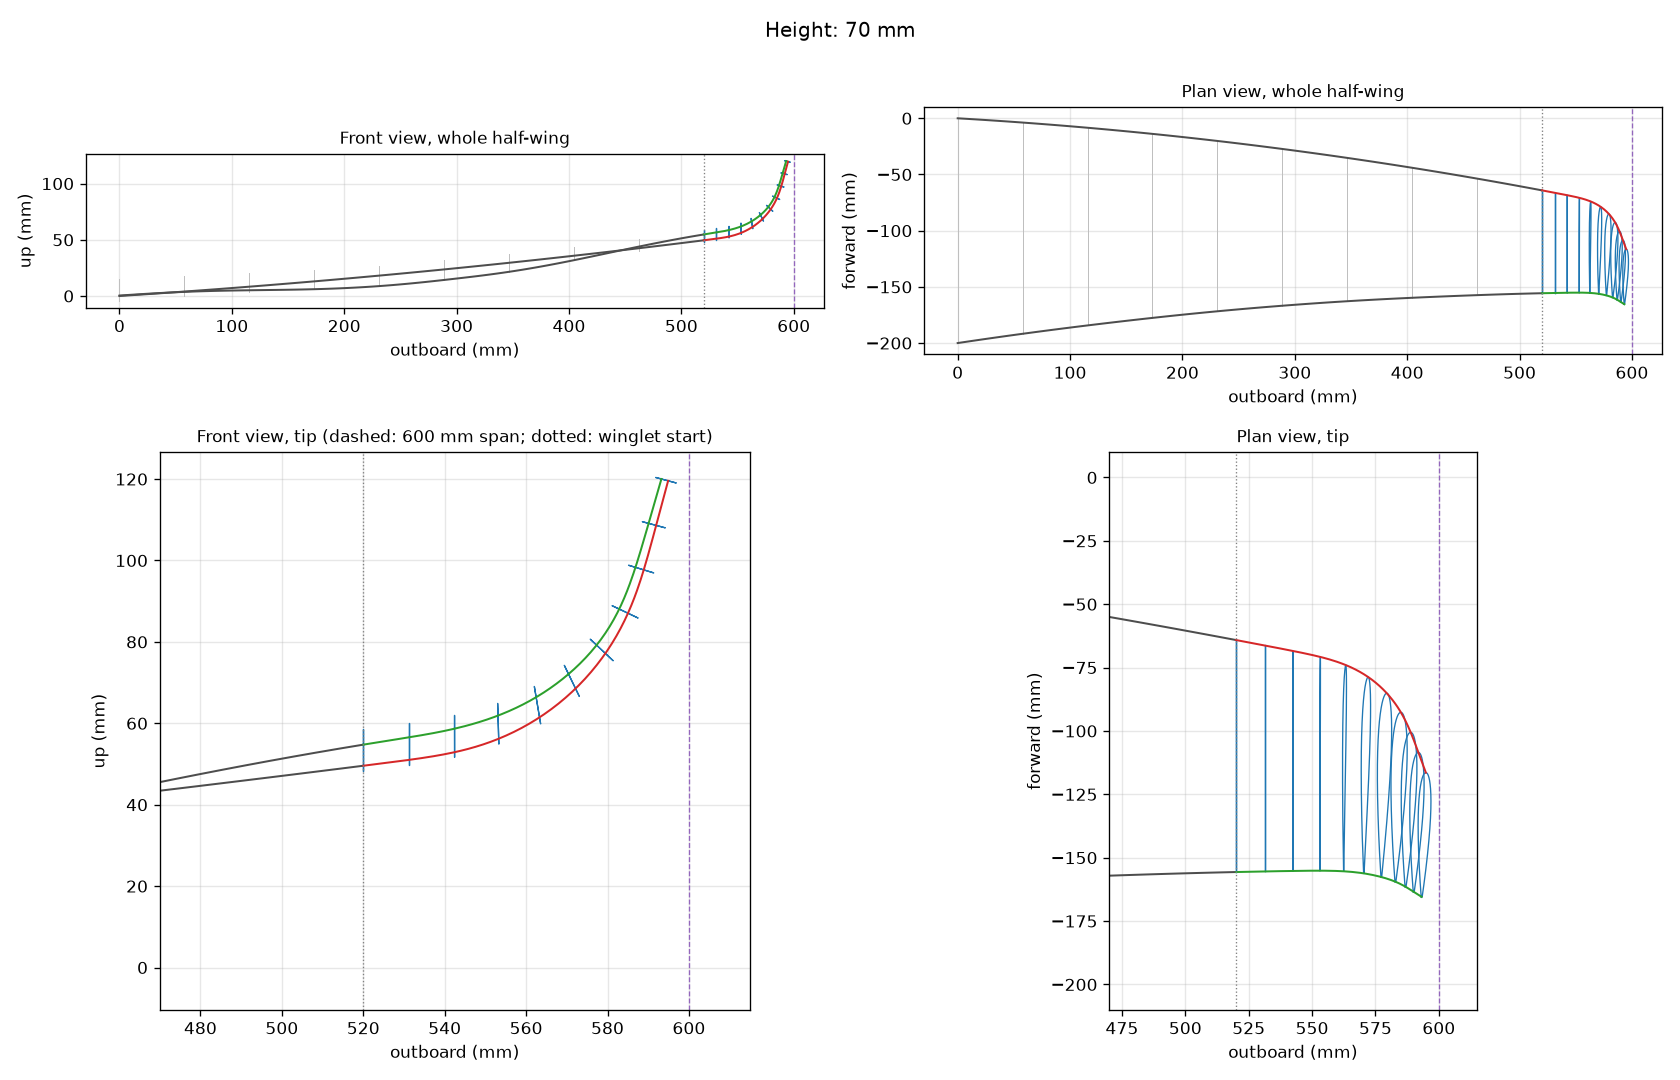 Height: 70 mm
Front view, whole half-wing
up (mm)
100
50
0
0 100 200 300 400 500 600
outboard (mm)
Plan view, whole half-wing
forward (mm)
0
−50
−100
−150
−200
0 100 200 300 400 500 600
outboard (mm)
Front view, tip (dashed: 600 mm span; dotted: winglet start)
up (mm)
120
100
80
60
40
20
0
480 500 520 540 560 580 600
outboard (mm)
Plan view, tip
forward (mm)
0
−25
−50
−75
−100
−125
−150
−175
−200
475 500 525 550 575 600
outboard (mm)